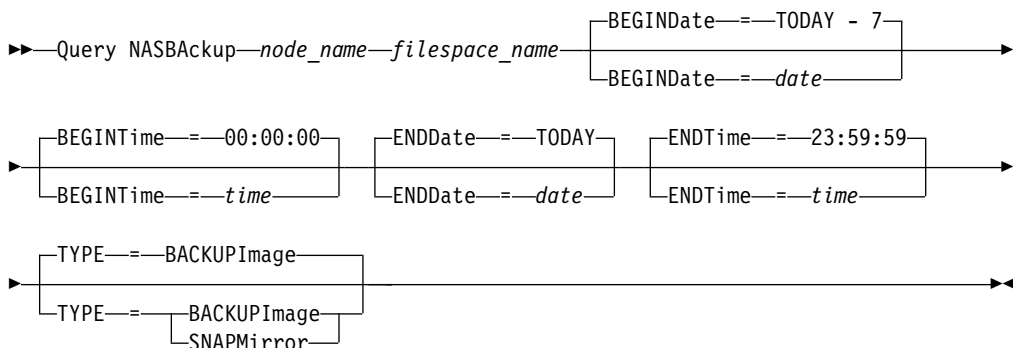 BEGINDate = TODAY - 7
Query NASBAckup node_name filespace_name
BEGINDate = date
BEGINTime = 00:00:00 ENDDate = TODAY ENDTime = 23:59:59
BEGINTime = time ENDDate = date ENDTime = time
TYPE = BACKUPImage
TYPE = BACKUPImage
SNAPMirror